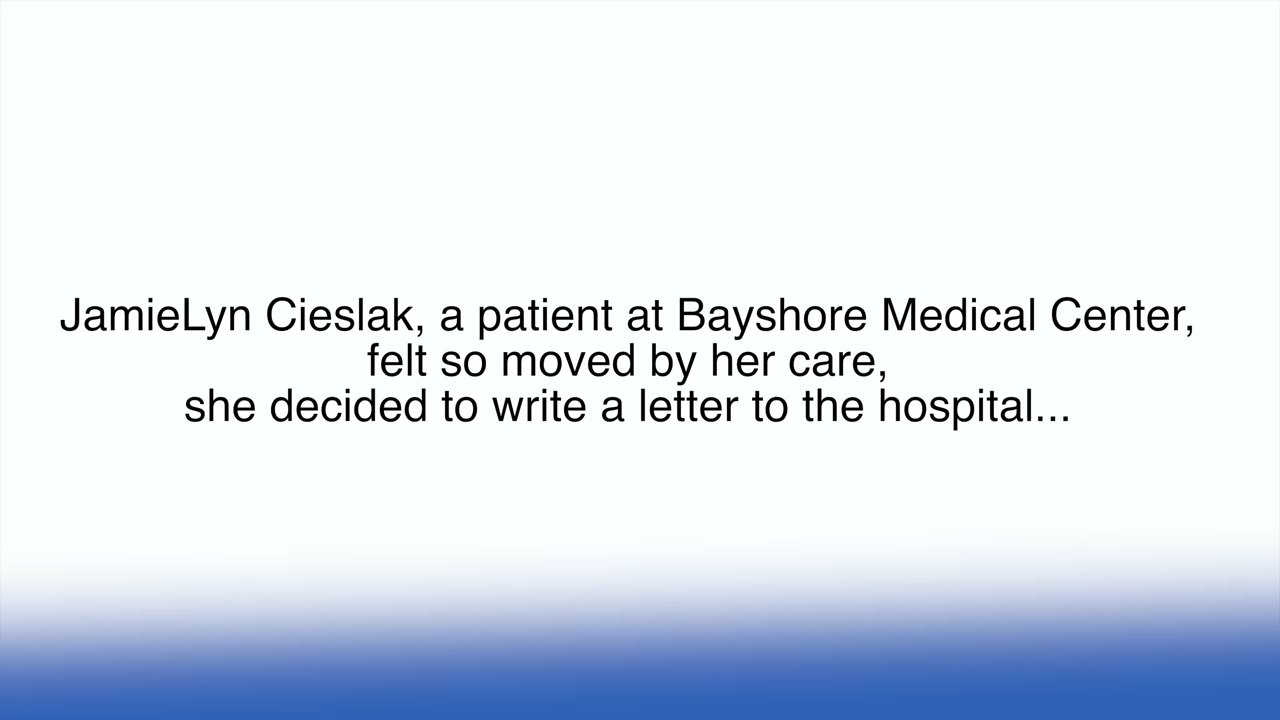 JamieLyn Cieslak, a patient at Bayshore Medical Center,
felt so moved by her care,
she decided to write a letter to the hospital...